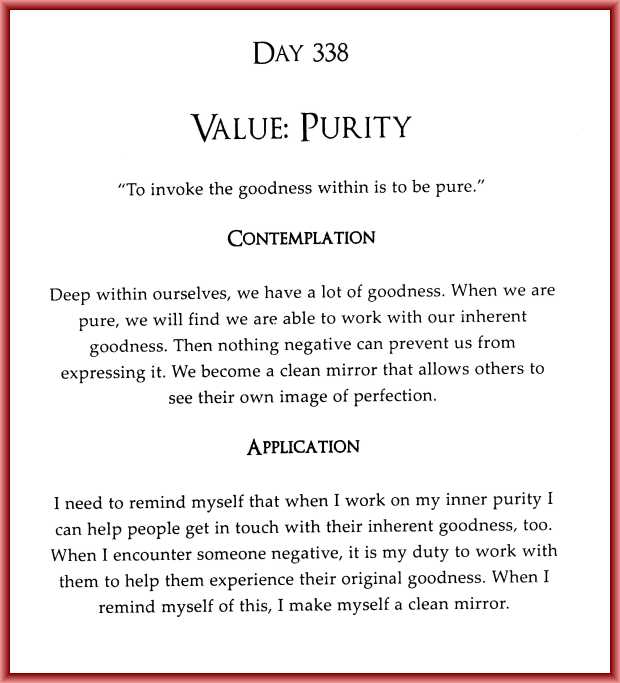 DAY 338
VALUE: PURITY
“To invoke the goodness within is to be pure.”
CONTEMPLATION
Deep within ourselves, we have a lot of goodness. When we are
pure, we will find we are able to work with our inherent
goodness. Then nothing negative can prevent us from
expressing it. We become a clean mirror that allows others to
see their own image of perfection.
APPLICATION
I need to remind myself that when I work on my inner purity I
can help people get in touch with their inherent goodness, too.
When I encounter someone negative, it is my duty to work with
them to help them experience their original goodness. When I
remind myself of this, I make myself a clean mirror.